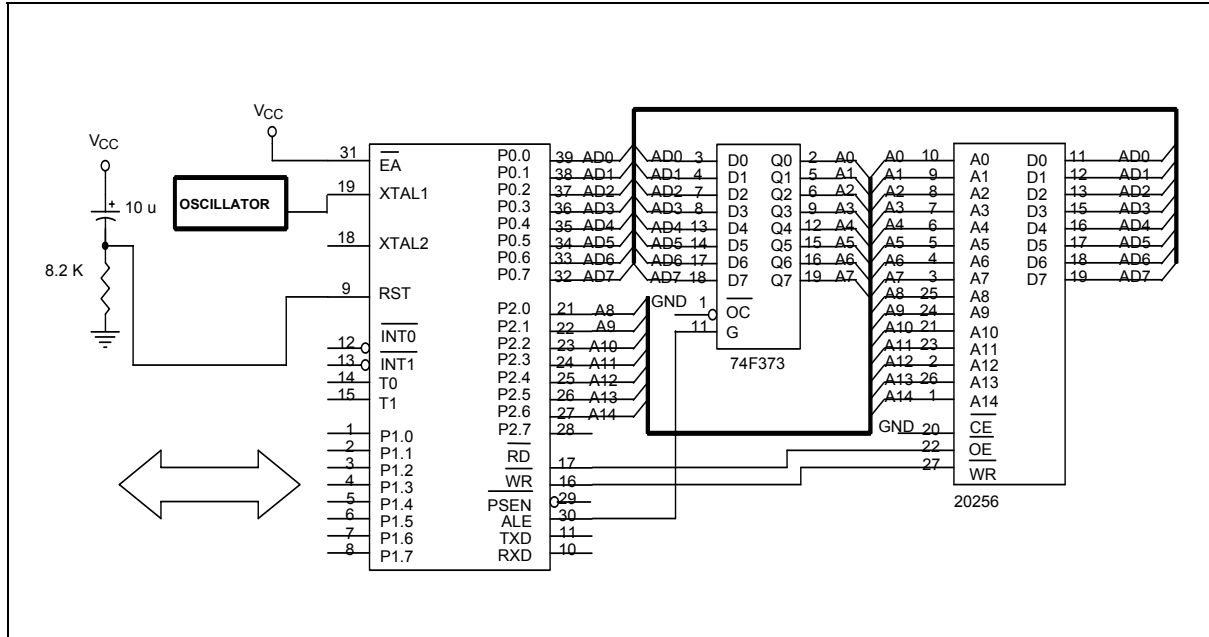 VCC
VCC
10 u
8.2 K
OSCILLATOR
31 EA
19 XTAL1
18 XTAL2
9 RST
12 INT0
13 INT1
14 T0
15 T1
1 P1.0
2 P1.1
3 P1.2
4 P1.3
5 P1.4
6 P1.5
7 P1.6
8 P1.7
P0.0 39 AD0
P0.1 38 AD1
P0.2 37 AD2
P0.3 36 AD3
P0.4 35 AD4
P0.5 34 AD5
P0.6 33 AD6
P0.7 32 AD7
P2.0 21 A8
P2.1 22 A9
P2.2 23 A10
P2.3 24 A11
P2.4 25 A12
P2.5 26 A13
P2.6 27 A14
P2.7 28
RD 17
WR 16
PSEN 29
ALE 30
TXD 11
RXD 10
AD0 3 D0 Q0 2 A0
AD1 4 D1 Q1 5 A1
AD2 7 D2 Q2 6 A2
AD3 8 D3 Q3 9 A3
AD4 13 D4 Q4 12 A4
AD5 14 D5 Q5 15 A5
AD6 17 D6 Q6 16 A6
AD7 18 D7 Q7 19 A7
GND 1 OC
11 G
74F373
A0 10 A0 D0 11 AD0
A1 9 A1 D1 12 AD1
A2 8 A2 D2 13 AD2
A3 7 A3 D3 15 AD3
A4 6 A4 D4 16 AD4
A5 5 A5 D5 17 AD5
A6 4 A6 D6 18 AD6
A7 3 A7 D7 19 AD7
A8 25 A8
A9 24 A9
A10 21 A10
A11 23 A11
A12 2 A12
A13 26 A13
A14 1 A14
GND 20 CE
22 OE
27 WR
20256